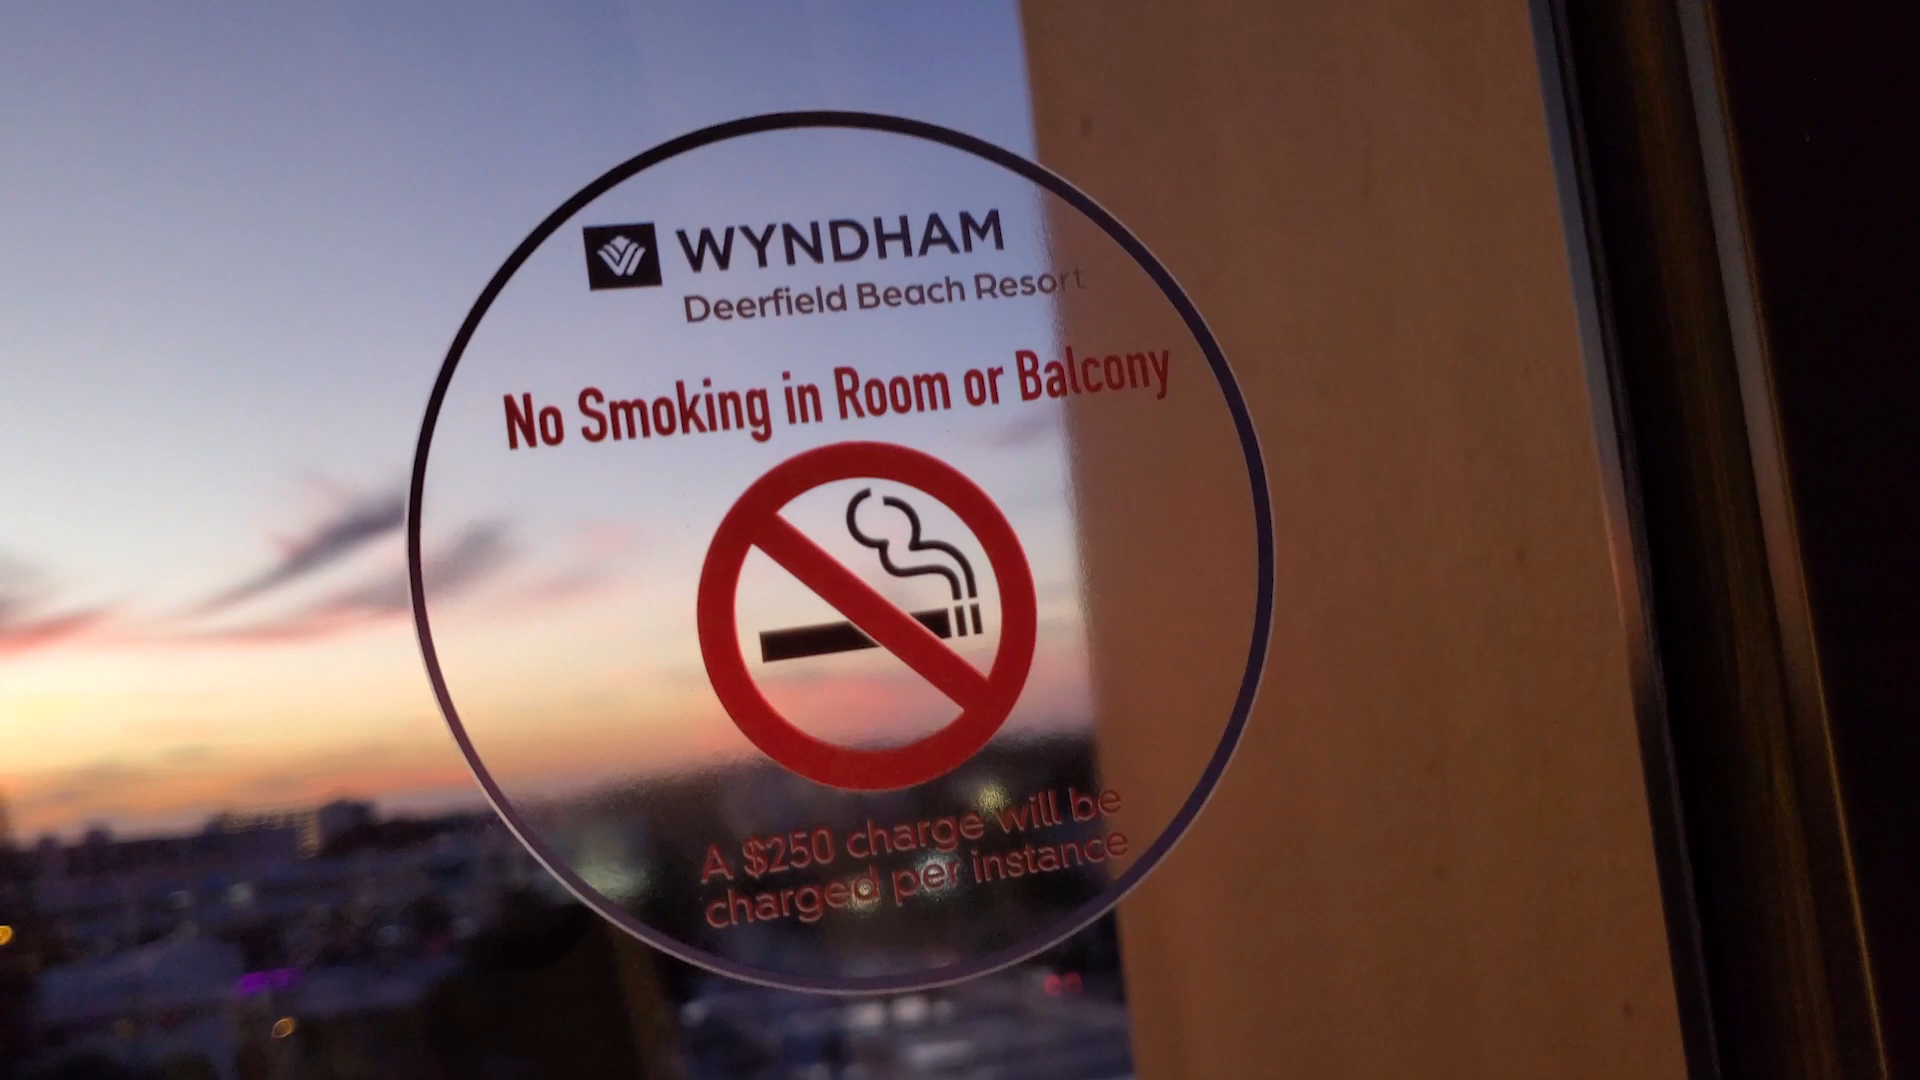 WYNDHAM
Deerfield Beach Resort
No Smoking in Room or Balcony
A $250 charge will be
charged per instance